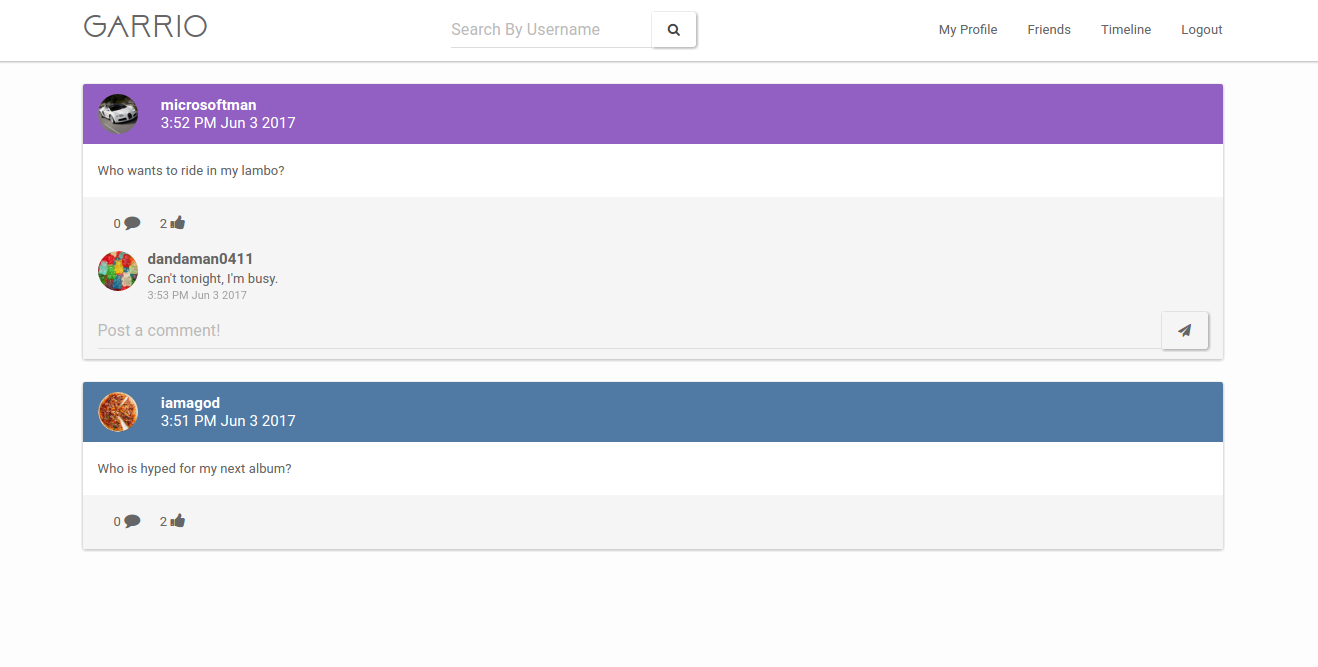 GARRIO
Search By Username
My Profile
Friends
Timeline
Logout
microsoftman
3:52 PM Jun 3 2017
Who wants to ride in my lambo?
0
2
dandaman0411
Can't tonight, I'm busy.
3:53 PM Jun 3 2017
Post a comment!
iamagod
3:51 PM Jun 3 2017
Who is hyped for my next album?
0
2